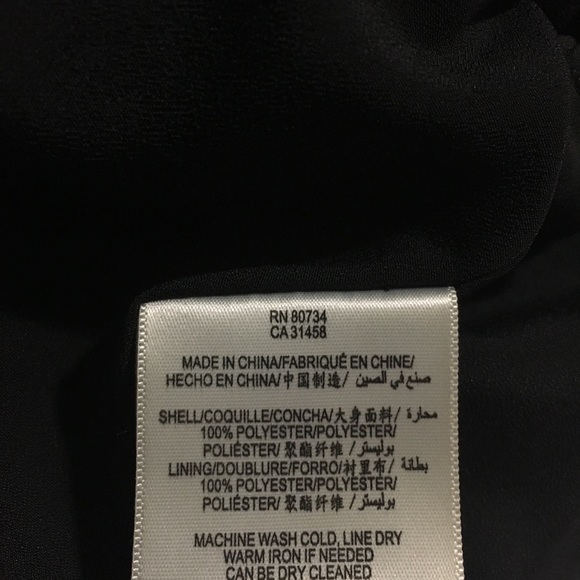 RN 80734
CA 31458
MADE IN CHINA/FABRIQUÉ EN CHINE/
HECHO EN CHINA/中国制造/ صنع في الصين
SHELL/COQUILLE/CONCHA/大身面料/ محارة/
100% POLYESTER/POLYESTER/
POLIÉSTER/ 聚酯纤维 / بوليستر/
LINING/DOUBLURE/FORRO/衬里布/ بطانة/
100% POLYESTER/POLYESTER/
POLIÉSTER/ 聚酯纤维 / بوليستر/
MACHINE WASH COLD, LINE DRY
WARM IRON IF NEEDED
CAN BE DRY CLEANED